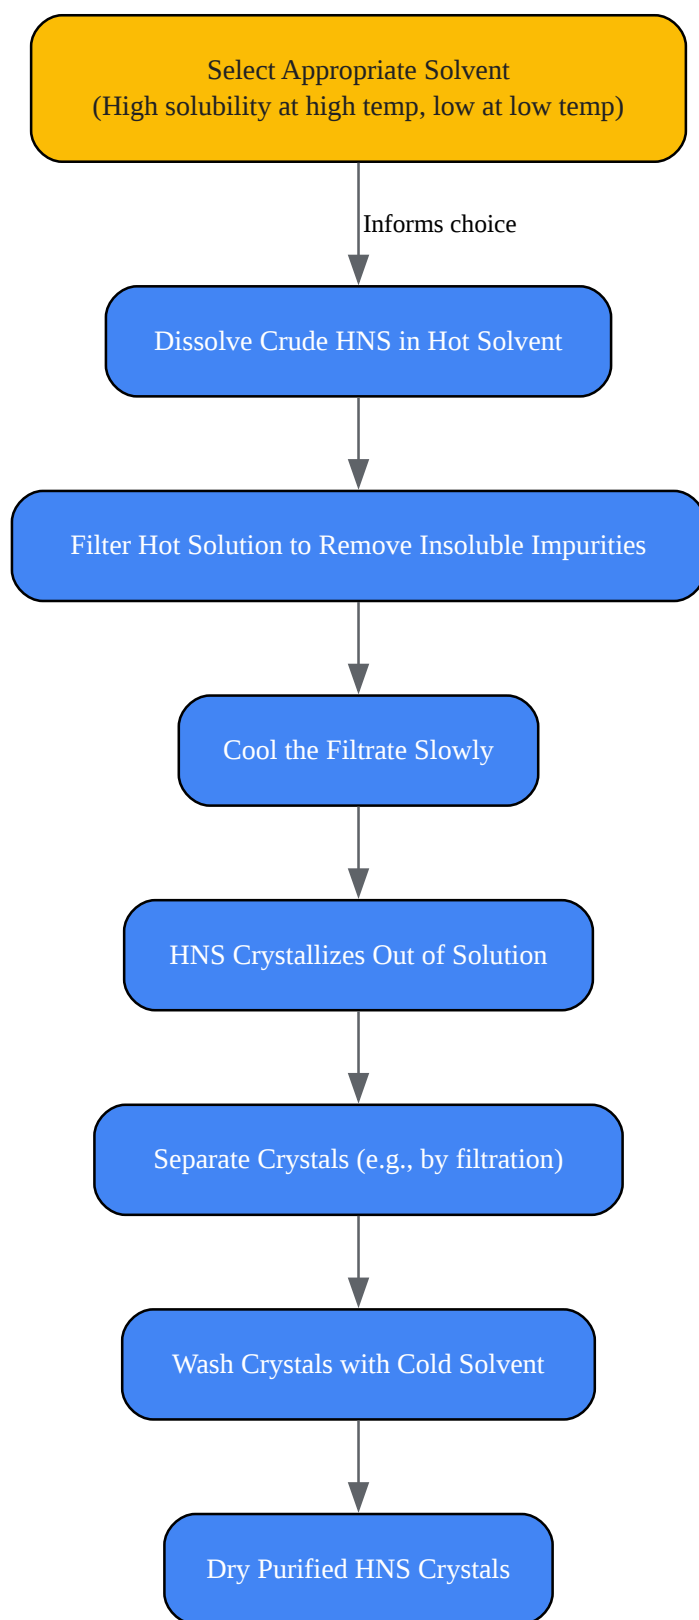 Select Appropriate Solvent
(High solubility at high temp, low at low temp)
Informs choice
Dissolve Crude HNS in Hot Solvent
Filter Hot Solution to Remove Insoluble Impurities
Cool the Filtrate Slowly
HNS Crystallizes Out of Solution
Separate Crystals (e.g., by filtration)
Wash Crystals with Cold Solvent
Dry Purified HNS Crystals